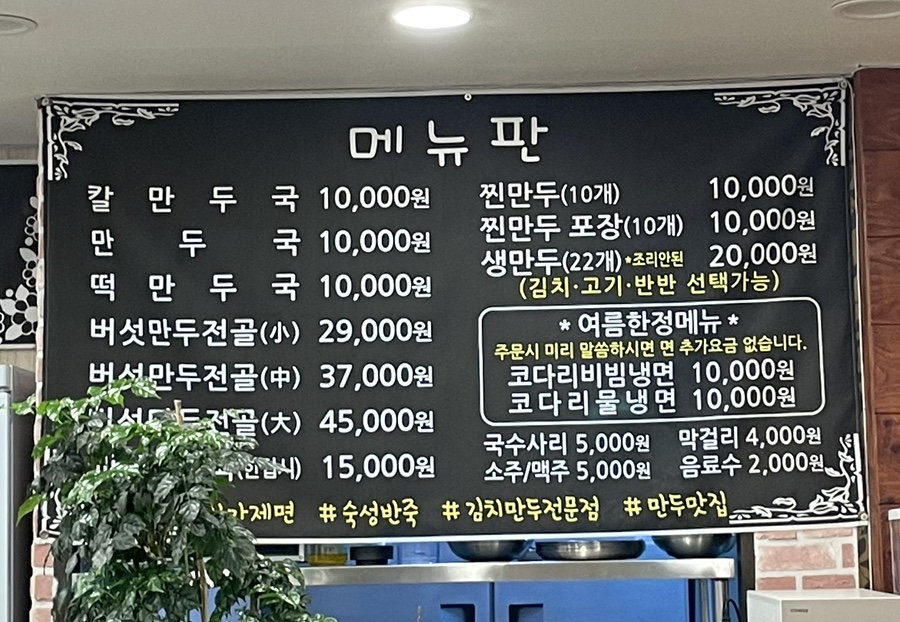 메뉴판
칼만두국 10,000원
만두국 10,000원
떡만두국 10,000원
버섯만두전골(小) 29,000원
버섯만두전골(中) 37,000원
버섯만두전골(大) 45,000원
15,000원
찐만두(10개) 10,000원
찐만두 포장(10개) 10,000원
생만두(22개) *조리안된 20,000원
(김치·고기·반반 선택가능)
* 여름한정메뉴 *
주문시 미리 말씀하시면 면 추가요금 없습니다.
코다리비빔냉면 10,000원
코다리물냉면 10,000원
국수사리 5,000원 막걸리 4,000원
소주/맥주 5,000원 음료수 2,000원
#숙성반죽 #김치만두전문점 #만두맛집